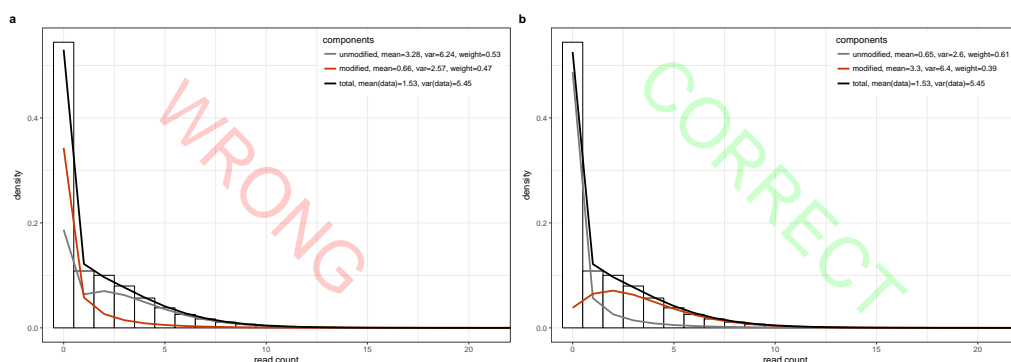 a
components
unmodified, mean=3.28, var=6.24, weight=0.53
modified, mean=0.66, var=2.57, weight=0.47
total, mean(data)=1.53, var(data)=5.45
WRONG
density
0.4
0.2
0.0
0 5 10 15 20
read count
b
components
unmodified, mean=0.65, var=2.6, weight=0.61
modified, mean=3.3, var=6.4, weight=0.39
total, mean(data)=1.53, var(data)=5.45
CORRECT
density
0.4
0.2
0.0
0 5 10 15 20
read count